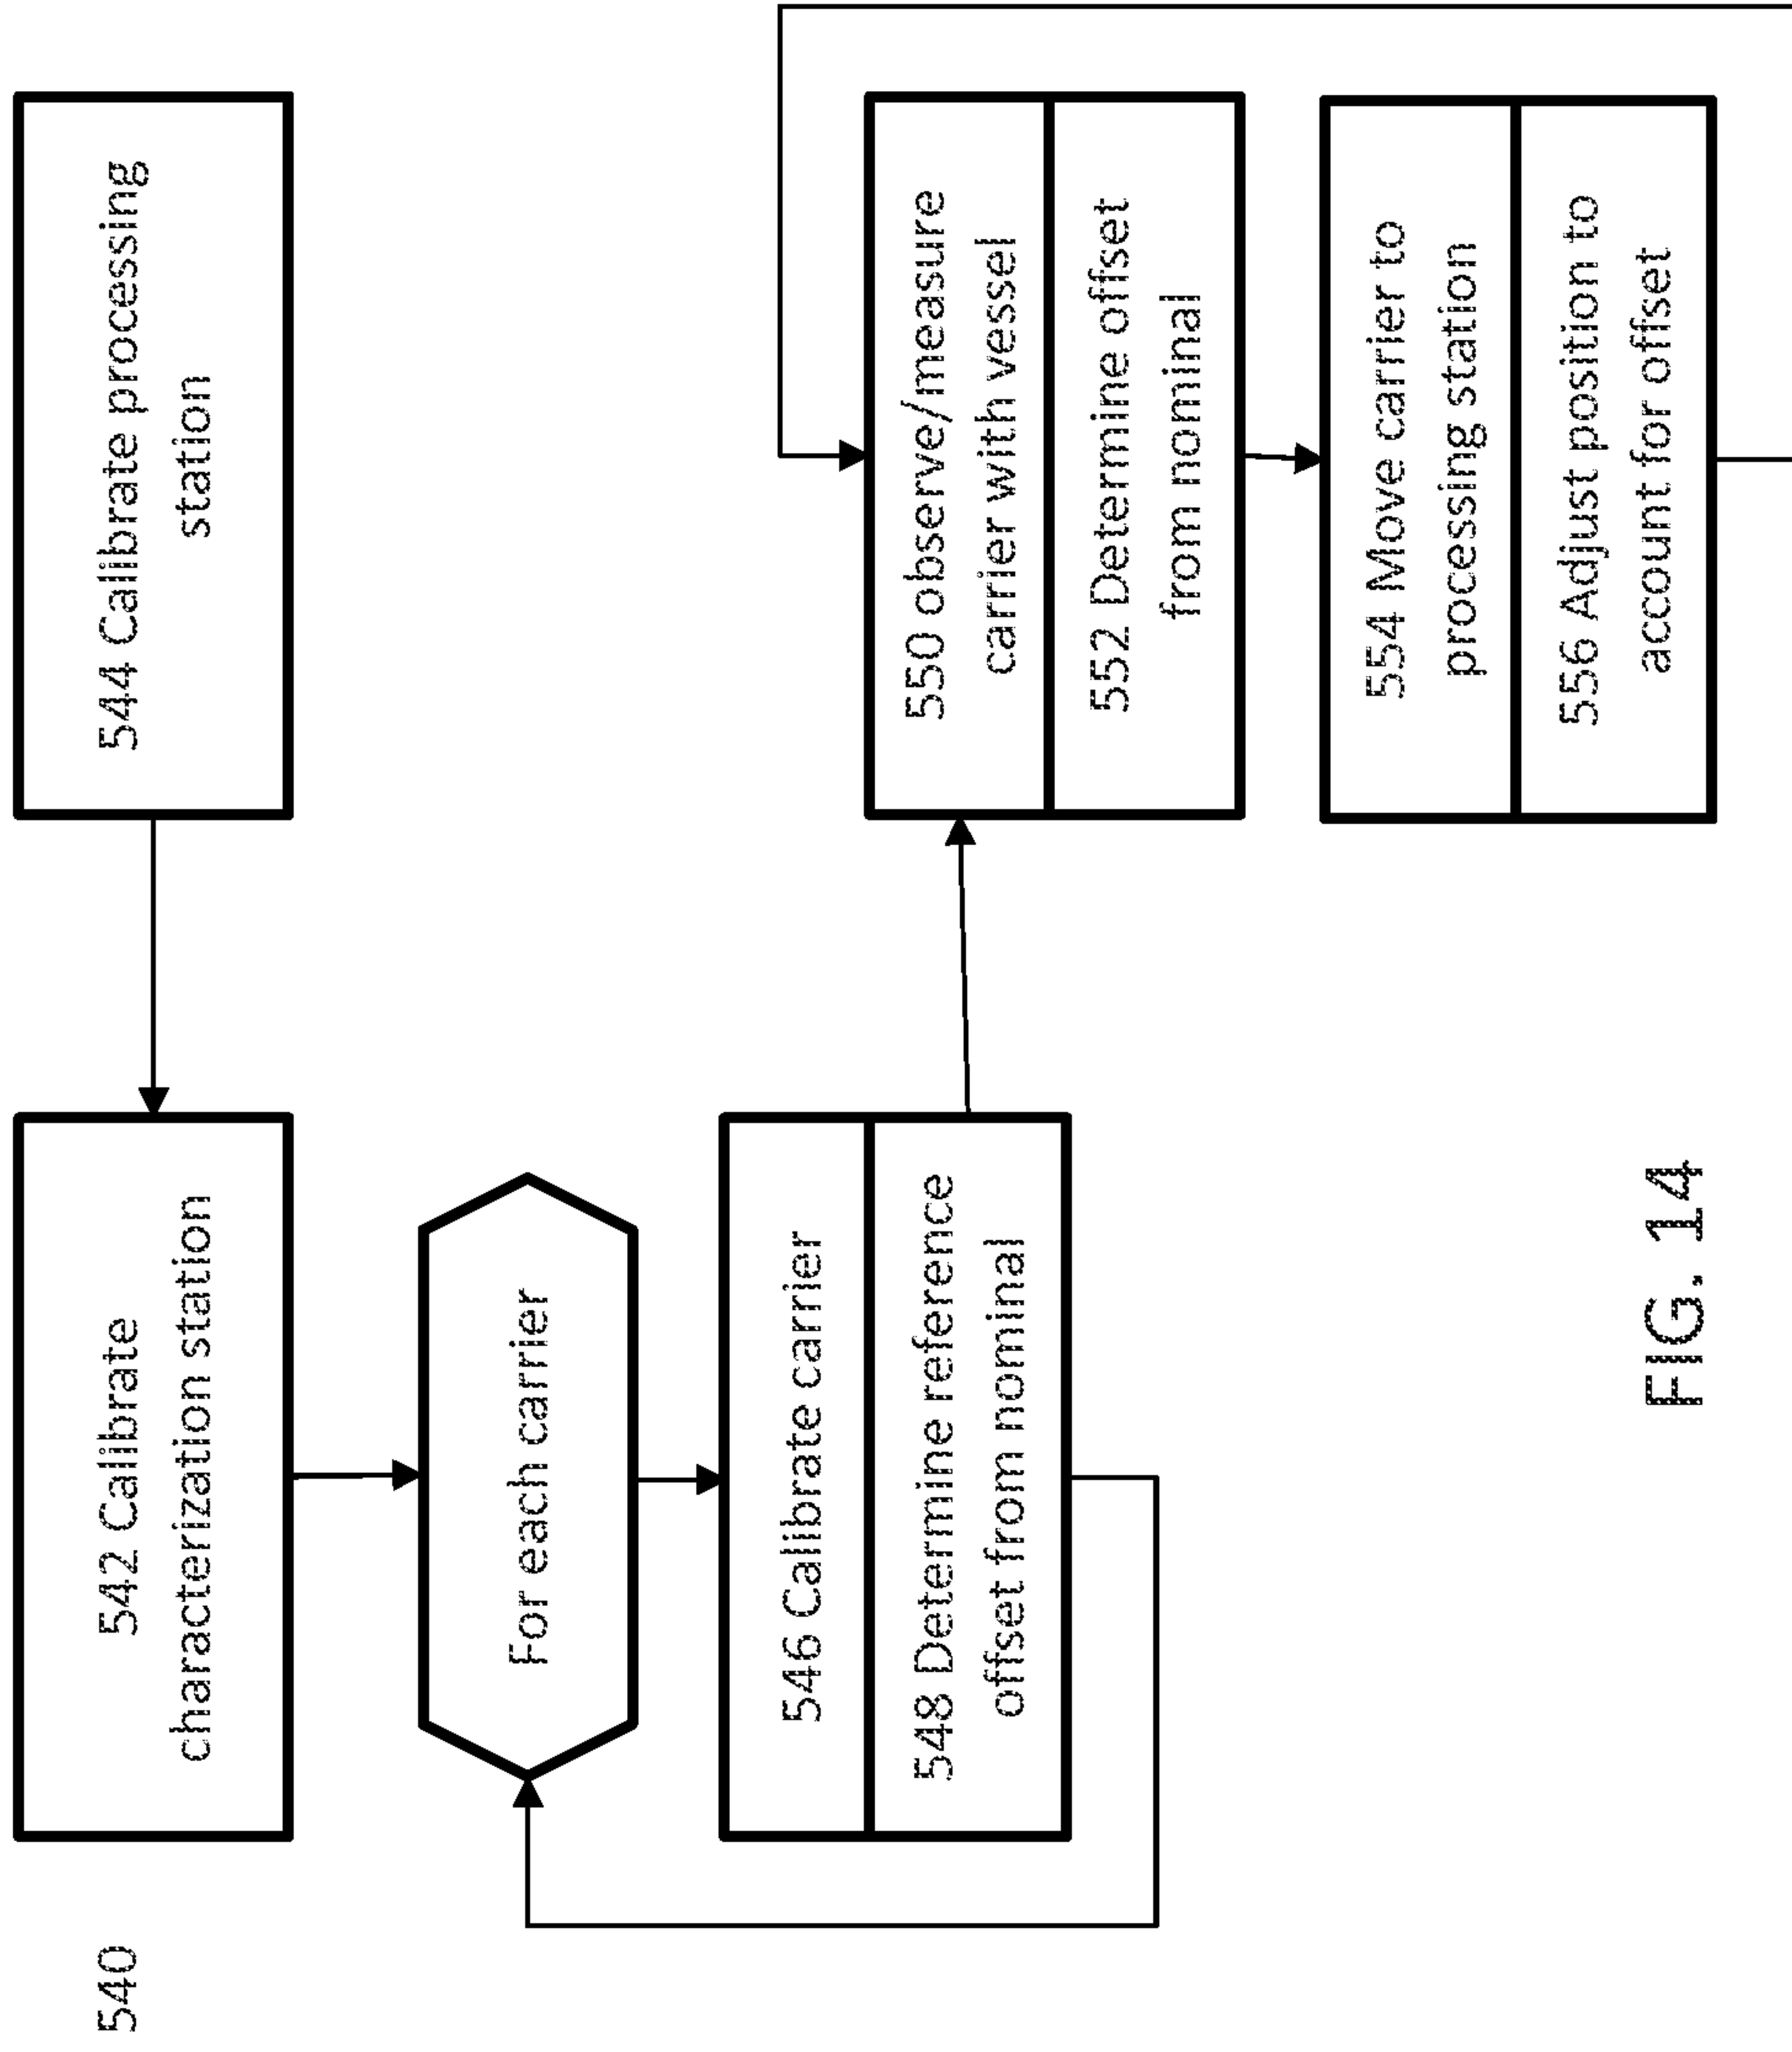 540
542 Calibrate
characterization station
544 Calibrate processing
station
For each carrier
546 Calibrate carrier
548 Determine reference
offset from nominal
550 observe/measure
carrier with vessel
552 Determine offset
from nominal
554 Move carrier to
processing station
556 Adjust position to
account for offset
FIG. 14